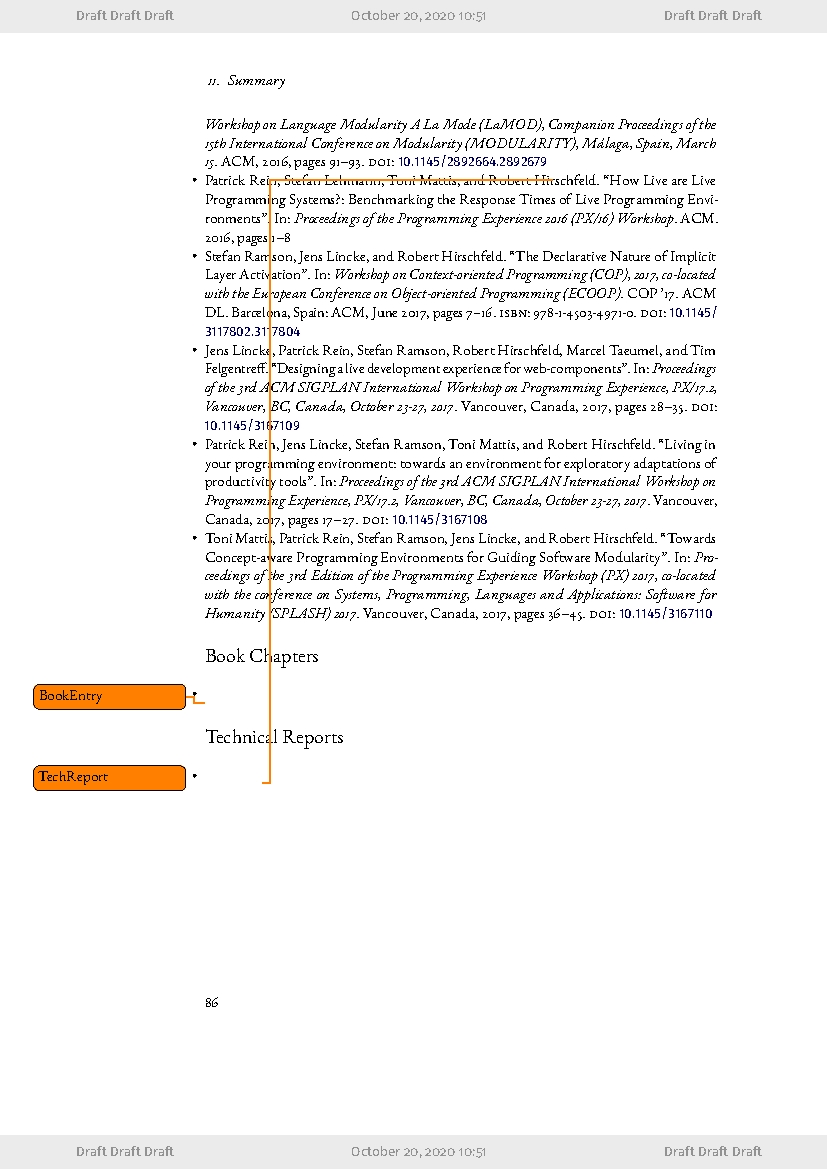 Draft Draft Draft October 20, 2020 10:51 Draft Draft Draft
11. Summary
Workshop on Language Modularity A La Mode (LaMOD), Companion Proceedings of the
15th International Conference on Modularity (MODULARITY), Málaga, Spain, March
15. ACM, 2016, pages 91–93. DOI: 10.1145/2892664.2892679
• Patrick Rein, Stefan Lehmann, Toni Mattis, and Robert Hirschfeld. “How Live are Live
Programming Systems?: Benchmarking the Response Times of Live Programming Envi-
ronments”. In: Proceedings of the Programming Experience 2016 (PX/16) Workshop. ACM.
2016, pages 1–8
• Stefan Ramson, Jens Lincke, and Robert Hirschfeld. “The Declarative Nature of Implicit
Layer Activation”. In: Workshop on Context-oriented Programming (COP), 2017, co-located
with the European Conference on Object-oriented Programming (ECOOP). COP ’17. ACM
DL. Barcelona, Spain: ACM, June 2017, pages 7–16. ISBN: 978-1-4503-4971-0. DOI: 10.1145/
3117802.3117804
• Jens Lincke, Patrick Rein, Stefan Ramson, Robert Hirschfeld, Marcel Taeumel, and Tim
Felgentreff. “Designing a live development experience for web-components”. In: Proceedings
of the 3rd ACM SIGPLAN International Workshop on Programming Experience, PX/17.2,
Vancouver, BC, Canada, October 23-27, 2017. Vancouver, Canada, 2017, pages 28–35. DOI:
10.1145/3167109
• Patrick Rein, Jens Lincke, Stefan Ramson, Toni Mattis, and Robert Hirschfeld. “Living in
your programming environment: towards an environment for exploratory adaptations of
productivity tools”. In: Proceedings of the 3rd ACM SIGPLAN International Workshop on
Programming Experience, PX/17.2, Vancouver, BC, Canada, October 23-27, 2017. Vancouver,
Canada, 2017, pages 17–27. DOI: 10.1145/3167108
• Toni Mattis, Patrick Rein, Stefan Ramson, Jens Lincke, and Robert Hirschfeld. “Towards
Concept-aware Programming Environments for Guiding Software Modularity”. In: Pro-
ceedings of the 3rd Edition of the Programming Experience Workshop (PX) 2017, co-located
with the conference on Systems, Programming, Languages and Applications: Software for
Humanity (SPLASH) 2017. Vancouver, Canada, 2017, pages 36–45. DOI: 10.1145/3167110
Book Chapters
BookEntry •
Technical Reports
TechReport •
86
Draft Draft Draft October 20, 2020 10:51 Draft Draft Draft